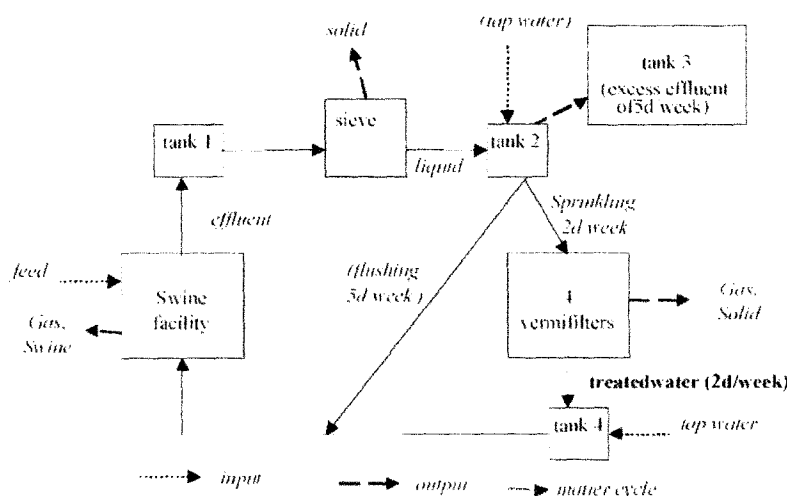 solid
(tap water)
tank 3
(excess effluent
of5d week)
sieve
tank 1
tank 2
liquid
effluent
Sprinkling
2d week
feed
(flushing
5d week)
Swine
facility
Gas,
Swine
4
vermifilters
Gas,
Solid
treatedwater (2d/week)
tank 4
tap water
input
output
matter cycle